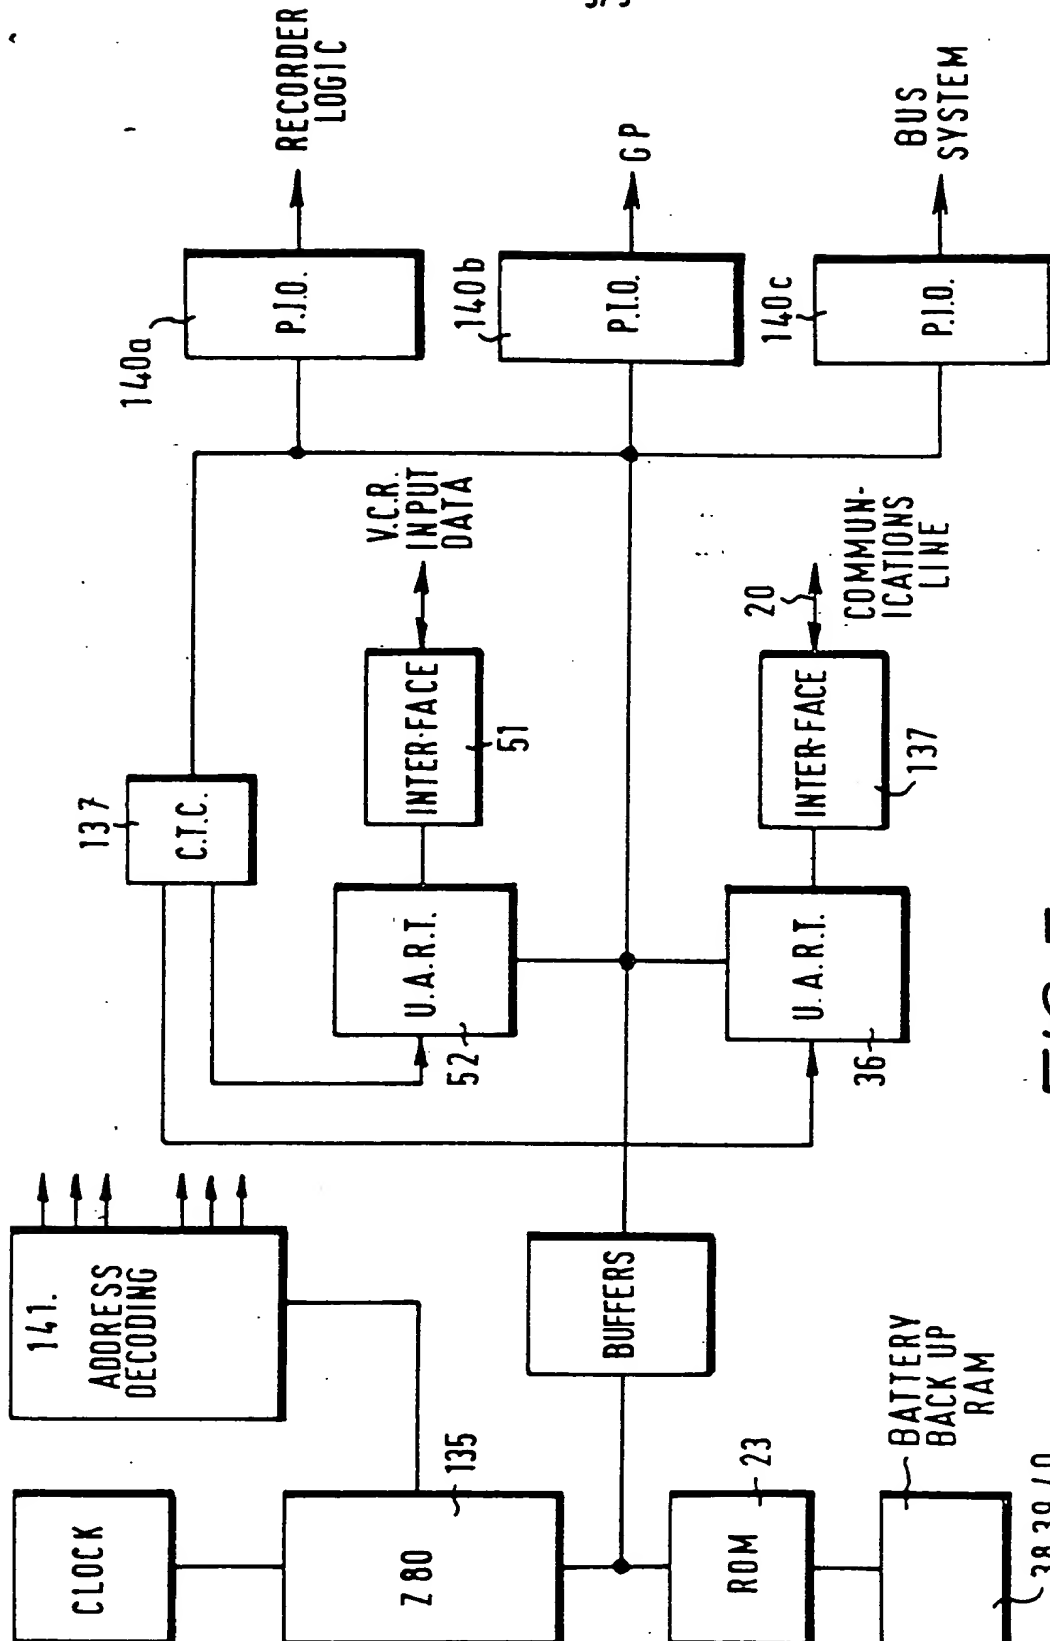 CLOCK
141.
ADDRESS
DECODING
Z80
135
ROM
23
BATTERY
BACK UP
RAM
BUFFERS
137
C.T.C.
U.A.R.T.
52
INTER-FACE
51
V.C.R.
INPUT
DATA
U.A.R.T.
36
INTER-FACE
137
20
COMMUN-
ICATIONS
LINE
140a
P.I.O.
RECORDER
LOGIC
140b
P.I.O.
GP
140c
P.I.O.
BUS
SYSTEM